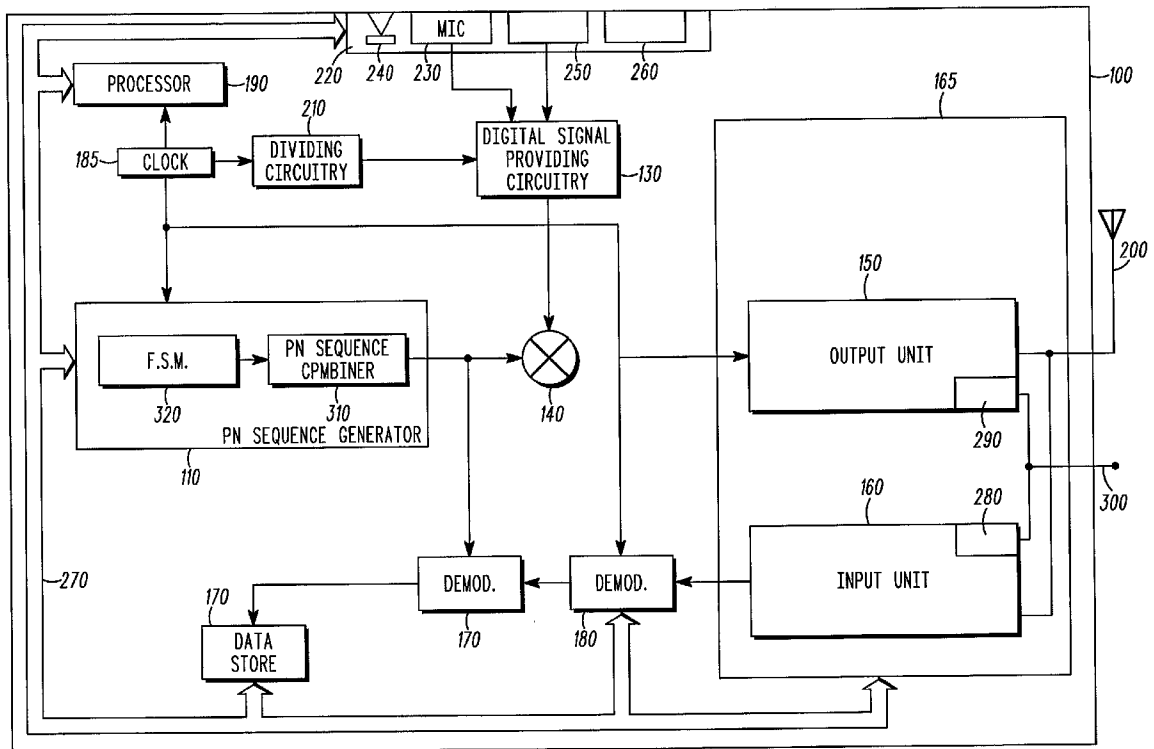 MIC
220
240
230
250
260
100
PROCESSOR
190
210
165
185
CLOCK
DIVIDING
CIRCUITRY
DIGITAL SIGNAL
PROVIDING
CIRCUITRY
130
200
150
F.S.M.
PN SEQUENCE
CPMBINER
OUTPUT UNIT
320
310
140
PN SEQUENCE GENERATOR
290
110
300
160
280
270
DEMOD.
DEMOD.
INPUT UNIT
170
170
180
DATA
STORE